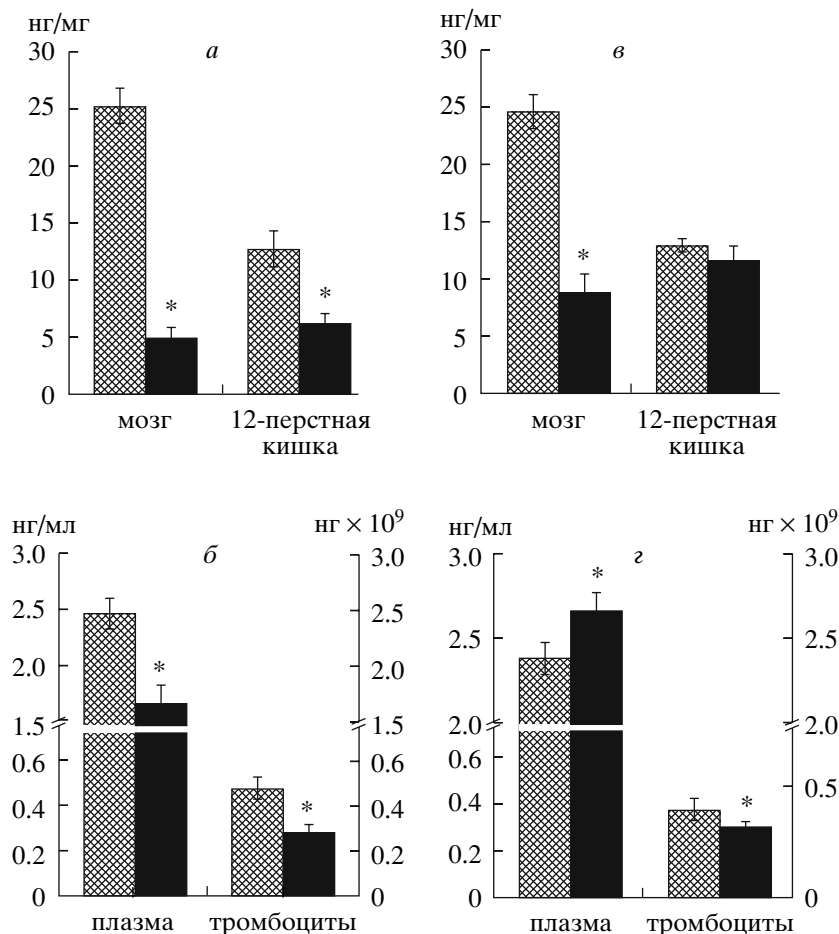 нг/мг
а
30
25
20
15
10
5
0
*
*
мозг
12-перстная
кишка
нг/мг
в
30
25
20
15
10
5
0
*
мозг
12-перстная
кишка
нг/мл
нг × 10⁹
б
3.0
2.5
2.0
1.5
0.6
0.4
0.2
0
*
*
3.0
2.5
2.0
1.5
0.6
0.4
0.2
0
плазма
тромбоциты
нг/мл
нг × 10⁹
г
3.0
2.5
2.0
0.6
0.4
0.2
0
*
*
3.0
2.5
2.0
0.5
0
плазма
тромбоциты